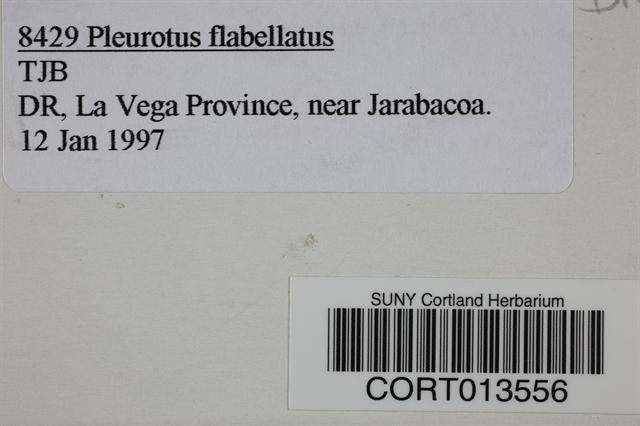 8429 Pleurotus flabellatus
TJB
DR, La Vega Province, near Jarabacoa.
12 Jan 1997
SUNY Cortland Herbarium
CORT013556